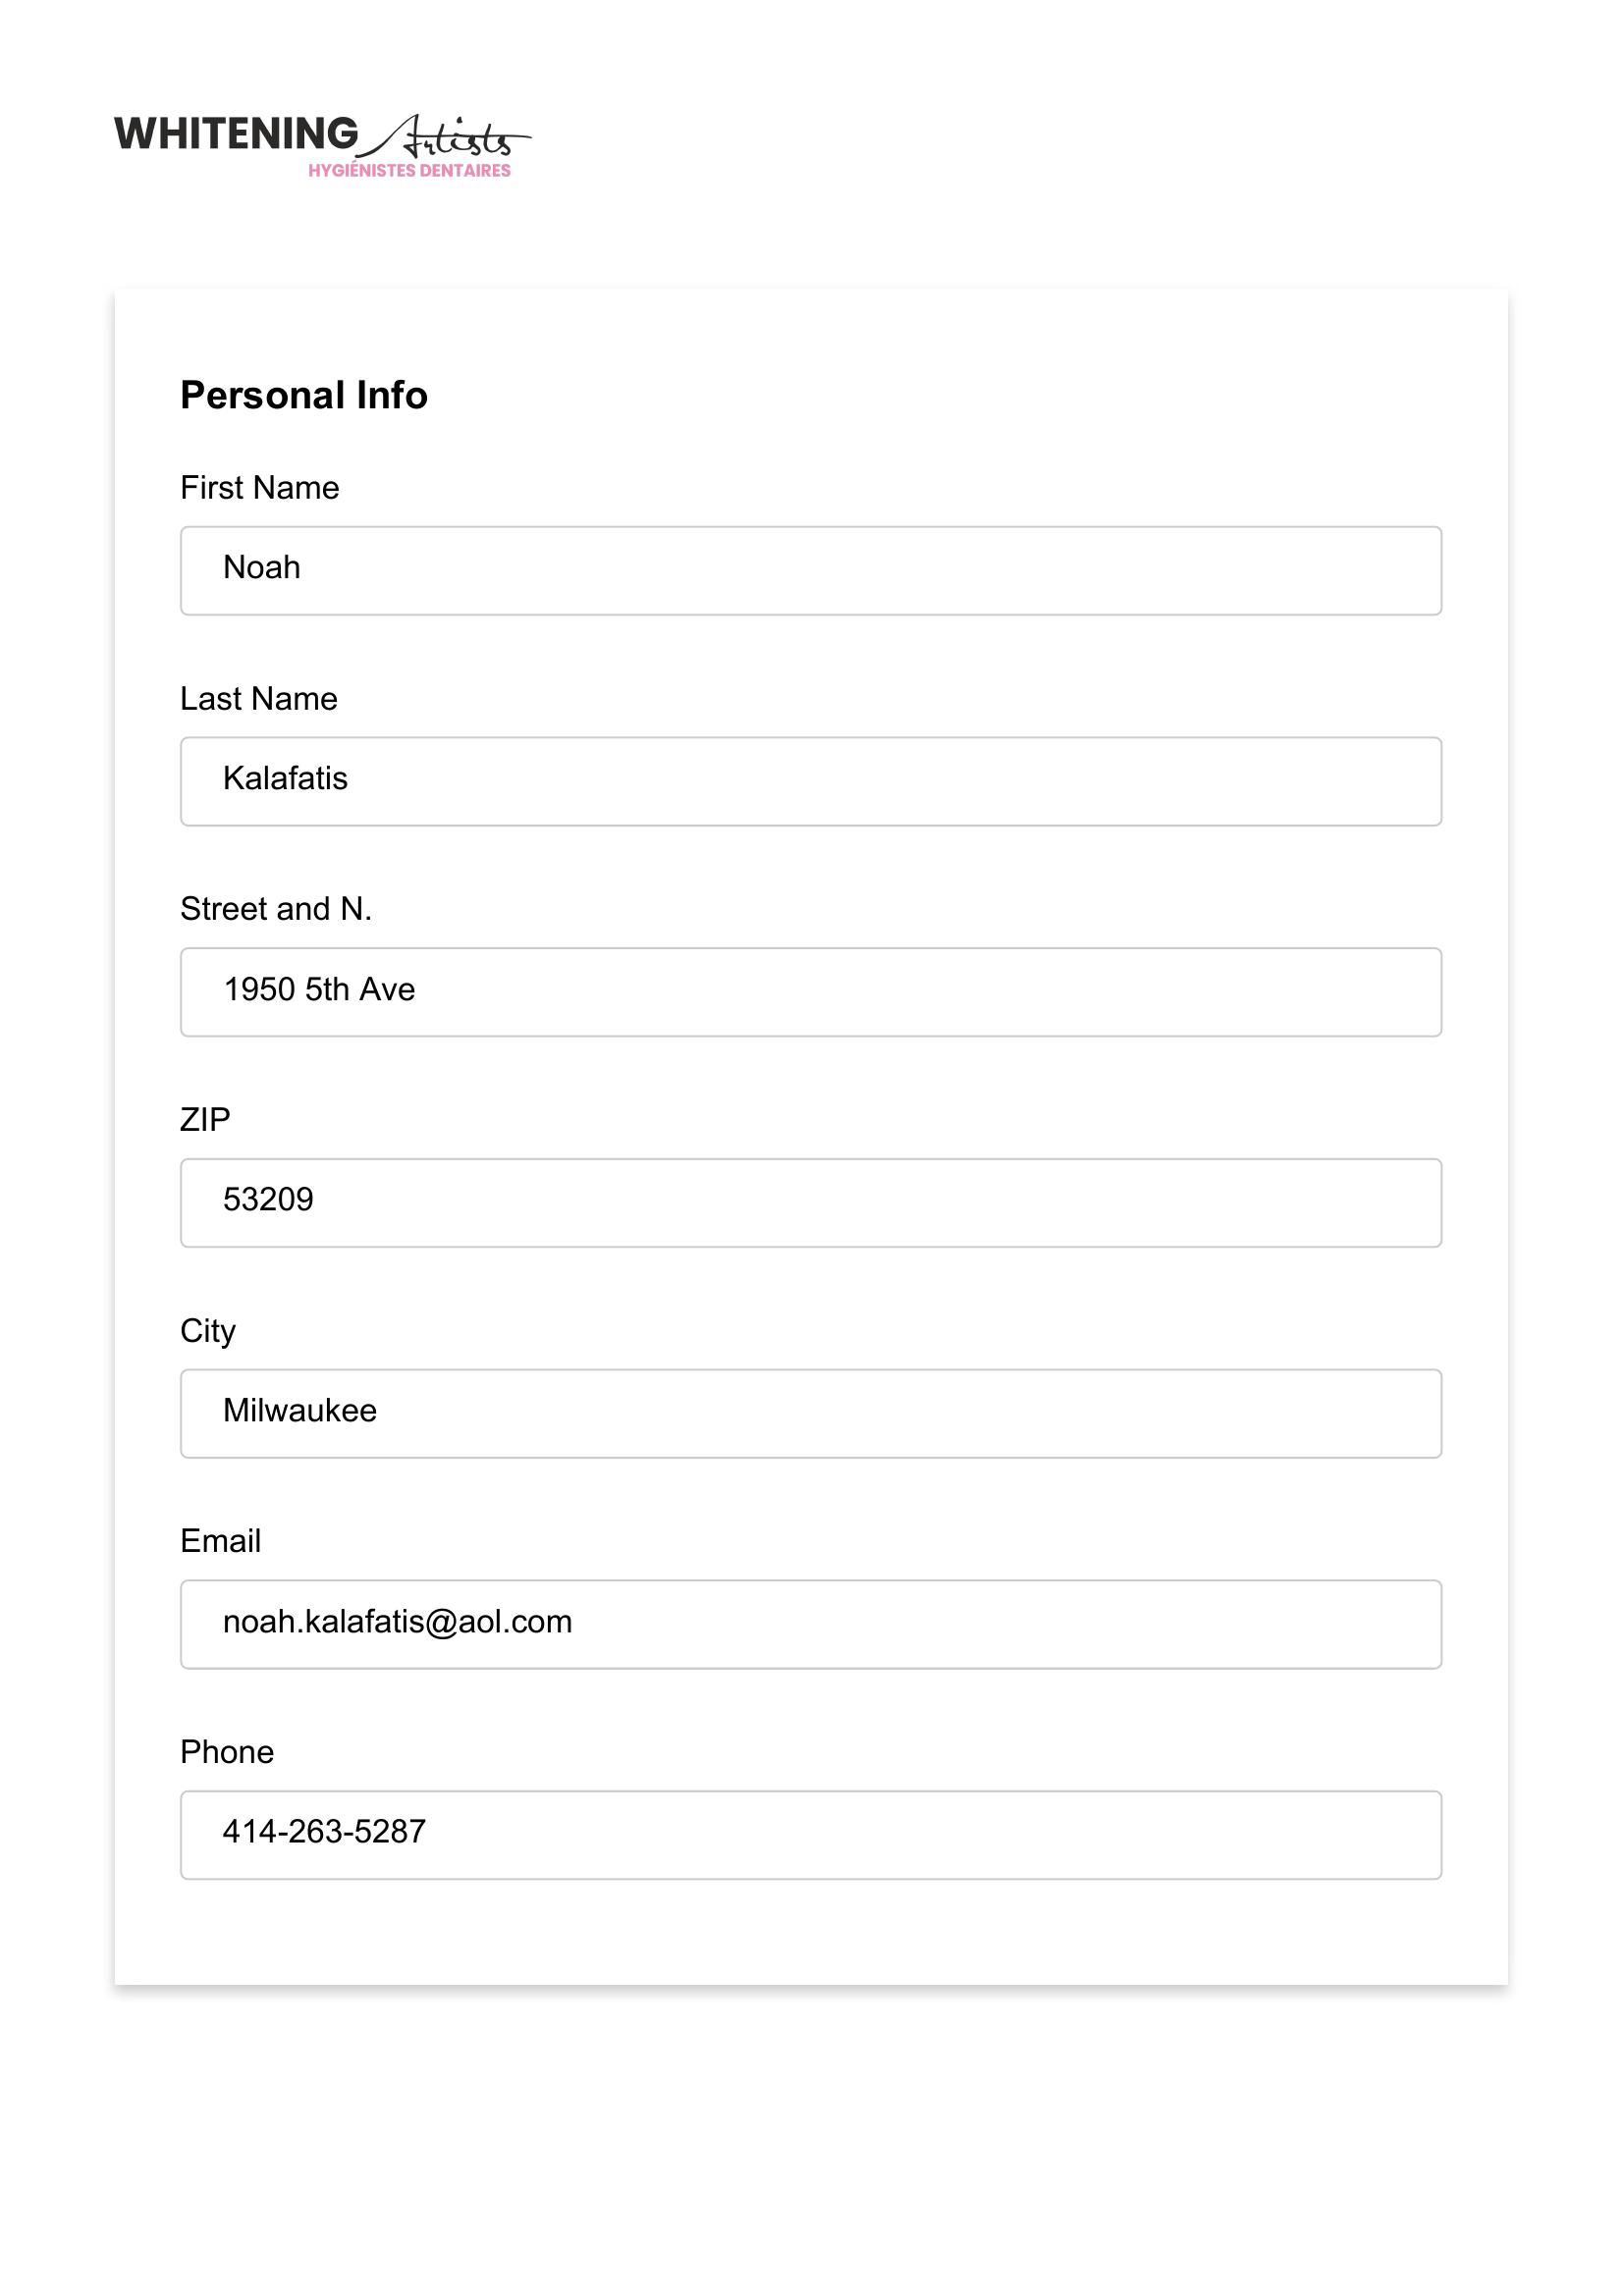 WHITENING Artists
HYGIÉNISTES DENTAIRES
Personal Info
First Name
Noah
Last Name
Kalafatis
Street and N.
1950 5th Ave
ZIP
53209
City
Milwaukee
Email
noah.kalafatis@aol.com
Phone
414-263-5287